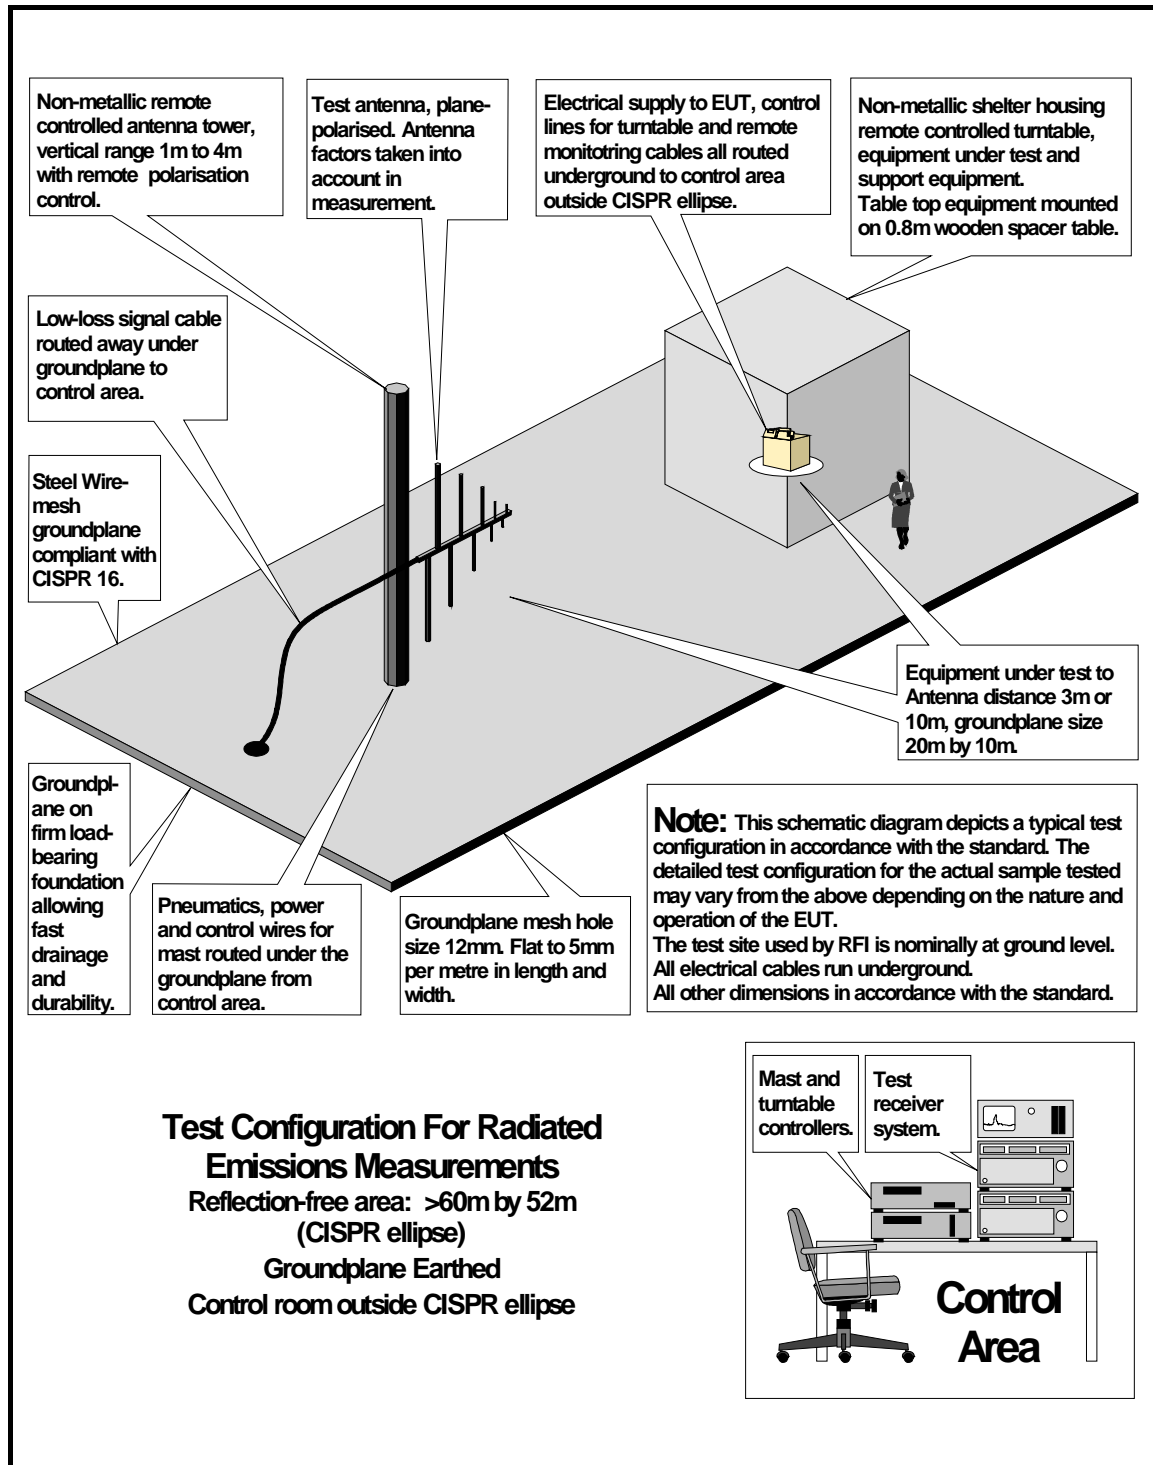 Non-metallic remote
controlled antenna tower,
vertical range 1m to 4m
with remote polarisation
control.
Test antenna, plane-
polarised. Antenna
factors taken into
account in
measurement.
Electrical supply to EUT, control
lines for turntable and remote
monitotring cables all routed
underground to control area
outside CISPR ellipse.
Non-metallic shelter housing
remote controlled turntable,
equipment under test and
support equipment.
Table top equipment mounted
on 0.8m wooden spacer table.
Low-loss signal cable
routed away under
groundplane to
control area.
Steel Wire-
mesh
groundplane
compliant with
CISPR 16.
Equipment under test to
Antenna distance 3m or
10m, groundplane size
20m by 10m.
Groundpl-
ane on
firm load-
bearing
foundation
allowing
fast
drainage
and
durability.
Pneumatics, power
and control wires for
mast routed under the
groundplane from
control area.
Groundplane mesh hole
size 12mm. Flat to 5mm
per metre in length and
width.
Note: This schematic diagram depicts a typical test
configuration in accordance with the standard. The
detailed test configuration for the actual sample tested
may vary from the above depending on the nature and
operation of the EUT.
The test site used by RFI is nominally at ground level.
All electrical cables run underground.
All other dimensions in accordance with the standard.
Test Configuration For Radiated
Emissions Measurements
Reflection-free area: >60m by 52m
(CISPR ellipse)
Groundplane Earthed
Control room outside CISPR ellipse
Mast and
turntable
controllers.
Test
receiver
system.
Control
Area